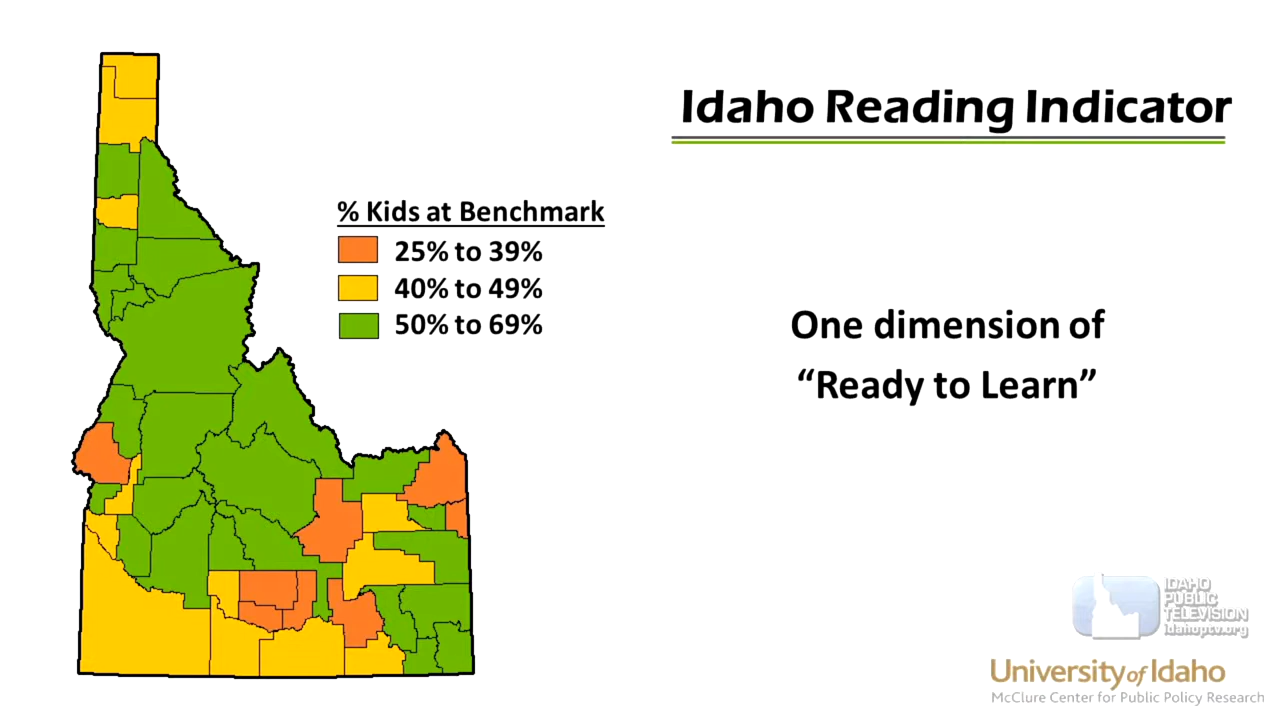 Idaho Reading Indicator
% Kids at Benchmark
25% to 39%
40% to 49%
50% to 69%
One dimension of
“Ready to Learn”
IDAHO
PUBLIC
TELEVISION
idahoptv.org
University of Idaho
McClure Center for Public Policy Research